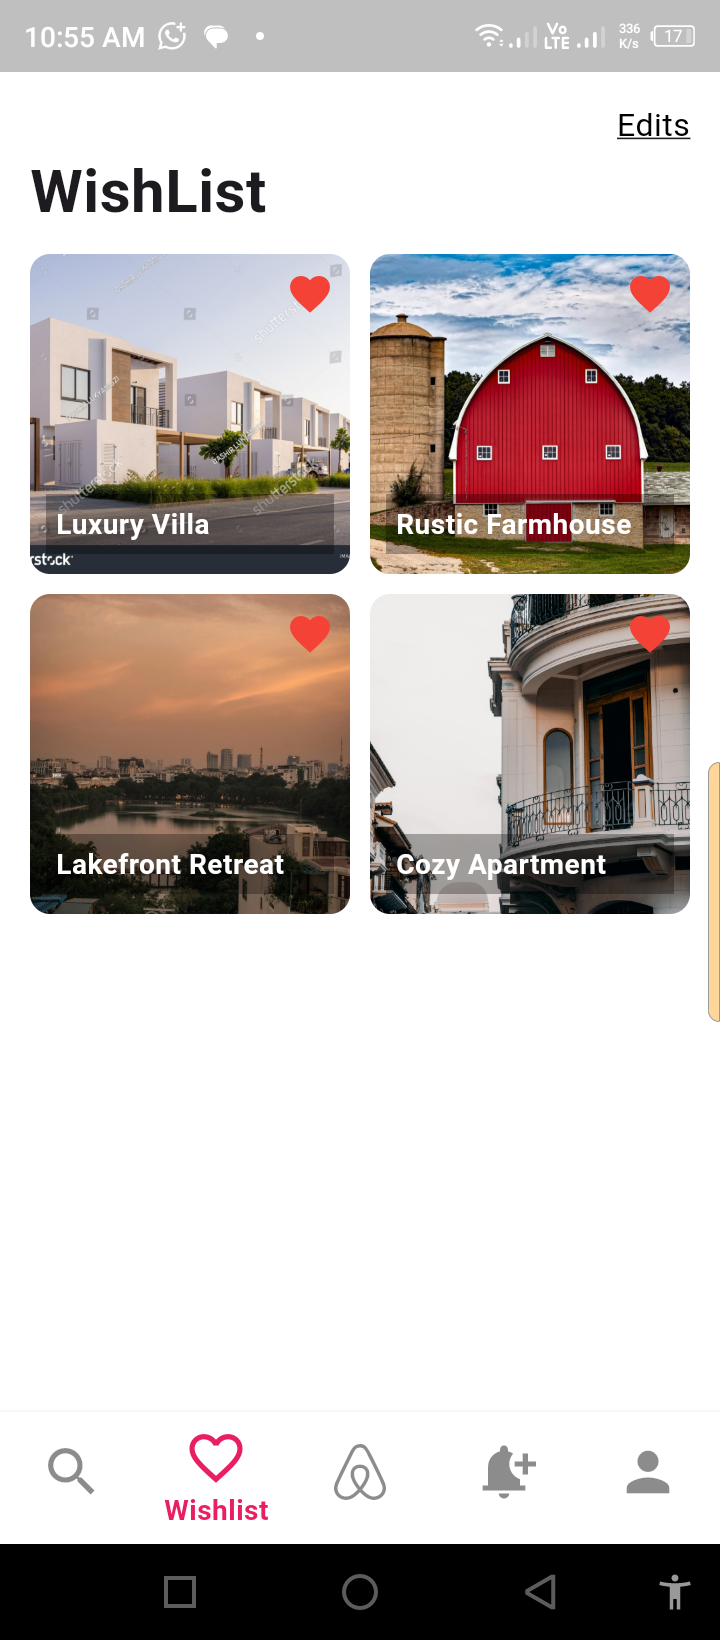 10:55 AM
Vo LTE
336 K/s
17
Edits
WishList
shutterstock
Luxury Villa
rstock
Rustic Farmhouse
Lakefront Retreat
Cozy Apartment
Wishlist